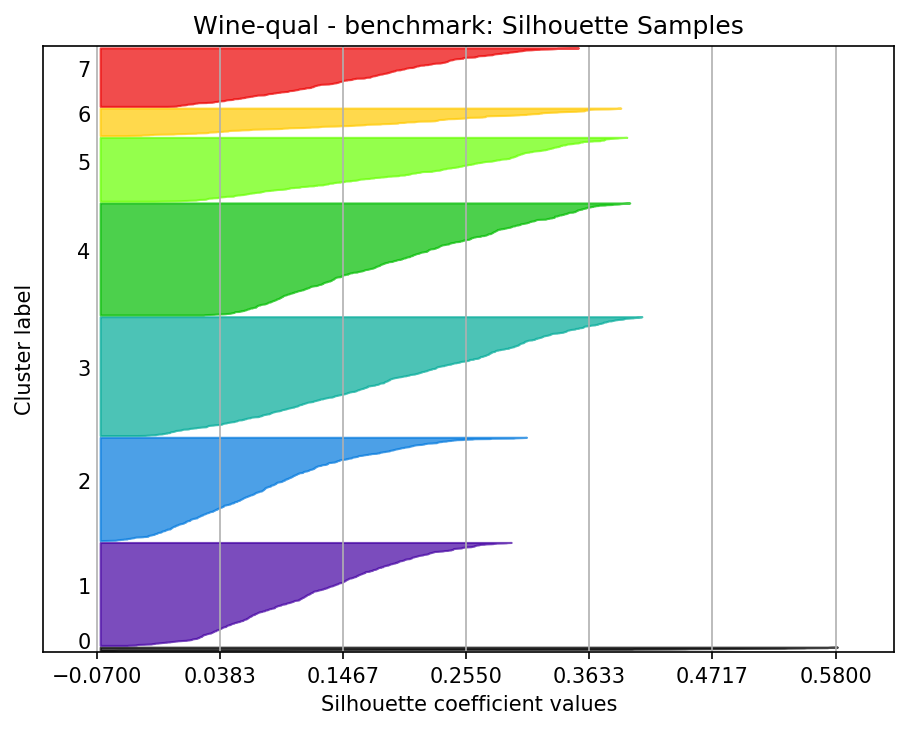 Wine-qual - benchmark: Silhouette Samples
7
6
5
4
3
2
1
0
Cluster label
−0.0700 0.0383 0.1467 0.2550 0.3633 0.4717 0.5800
Silhouette coefficient values